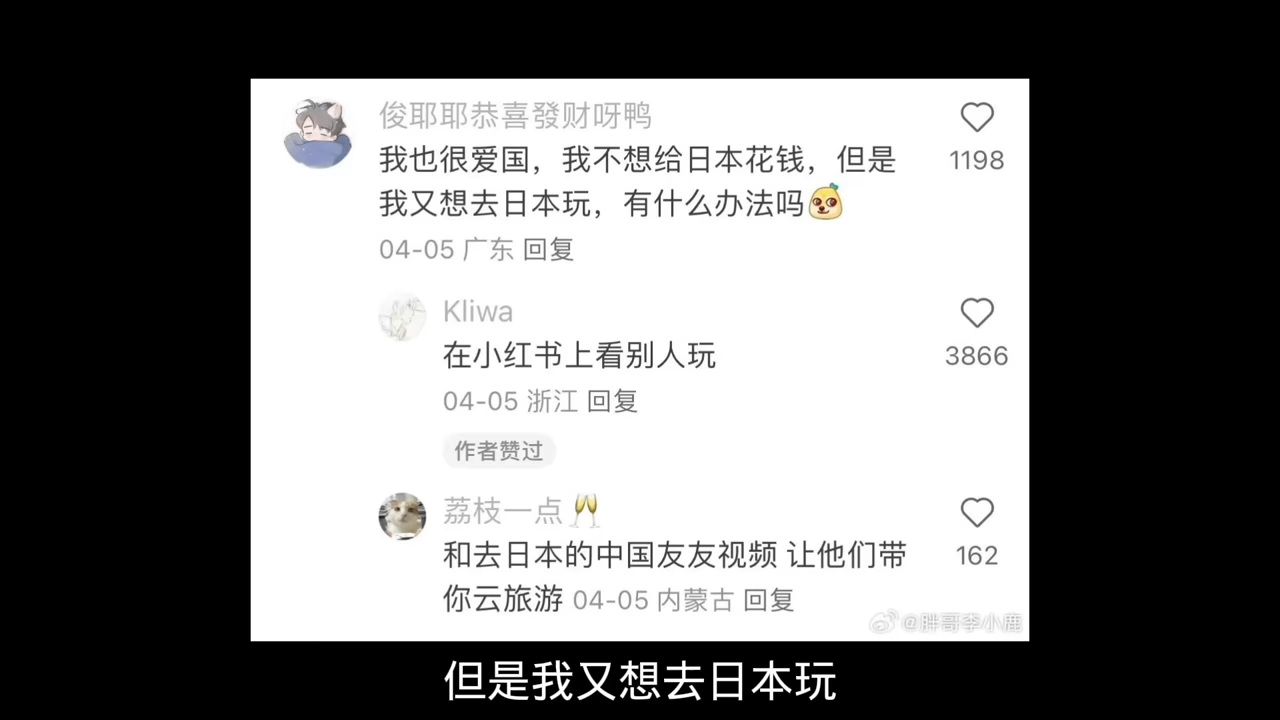 俊耶耶恭喜發财呀鸭
我也很爱国，我不想给日本花钱，但是
我又想去日本玩，有什么办法吗
1198
04-05 广东 回复
Kliwa
在小红书上看别人玩
3866
04-05 浙江 回复
作者赞过
荔枝一点
和去日本的中国友友视频 让他们带
你云旅游 04-05 内蒙古 回复
162
@胖哥李小鹿
但是我又想去日本玩